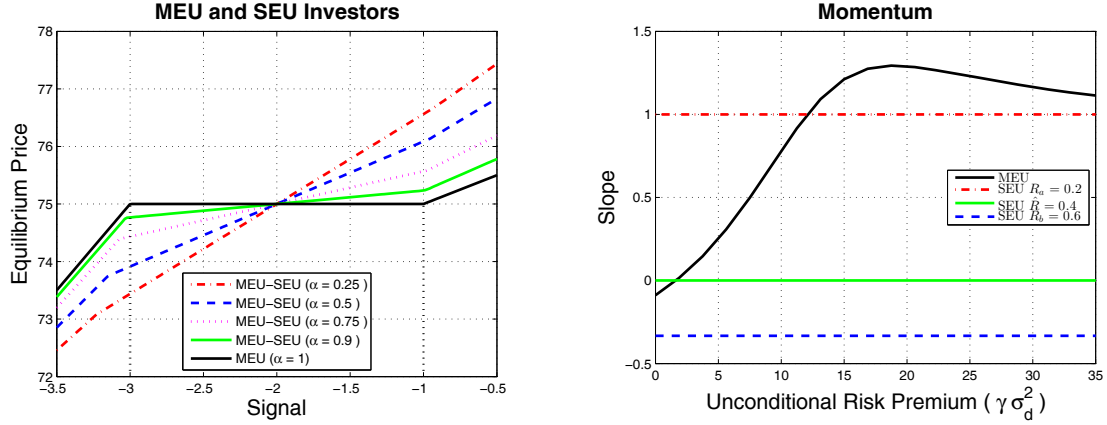 MEU and SEU Investors
Equilibrium Price
78
77
76
75
74
73
72
MEU−SEU (α = 0.25 )
MEU−SEU (α = 0.5 )
MEU−SEU (α = 0.75 )
MEU−SEU (α = 0.9 )
MEU (α = 1)
−3.5 −3 −2.5 −2 −1.5 −1 −0.5
Signal
Momentum
Slope
1.5
1
0.5
0
−0.5
MEU
SEU R_a = 0.2
SEU R̂ = 0.4
SEU R_b = 0.6
0 5 10 15 20 25 30 35
Unconditional Risk Premium ( γ σ_d^2 )